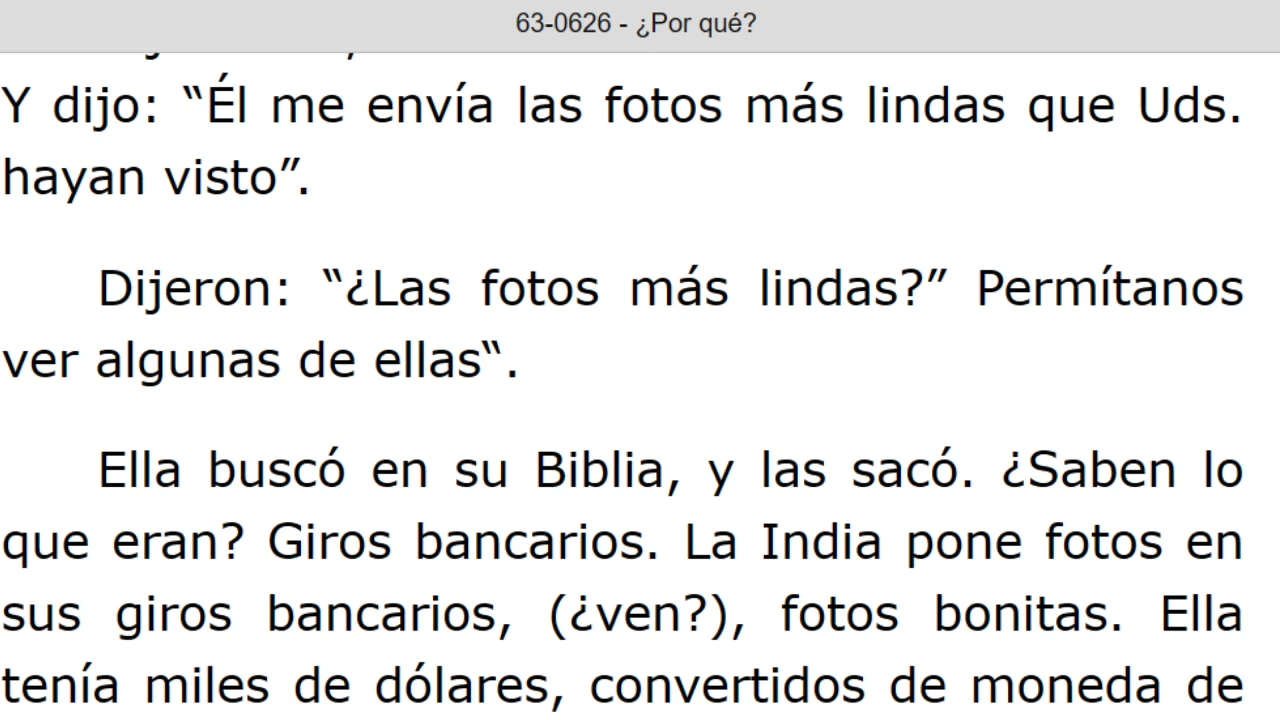 63-0626 - ¿Por qué?
Y dijo: “Él me envía las fotos más lindas que Uds.
hayan visto”.
Dijeron: “¿Las fotos más lindas?” Permítanos
ver algunas de ellas“.
Ella buscó en su Biblia, y las sacó. ¿Saben lo
que eran? Giros bancarios. La India pone fotos en
sus giros bancarios, (¿ven?), fotos bonitas. Ella
tenía miles de dólares, convertidos de moneda de